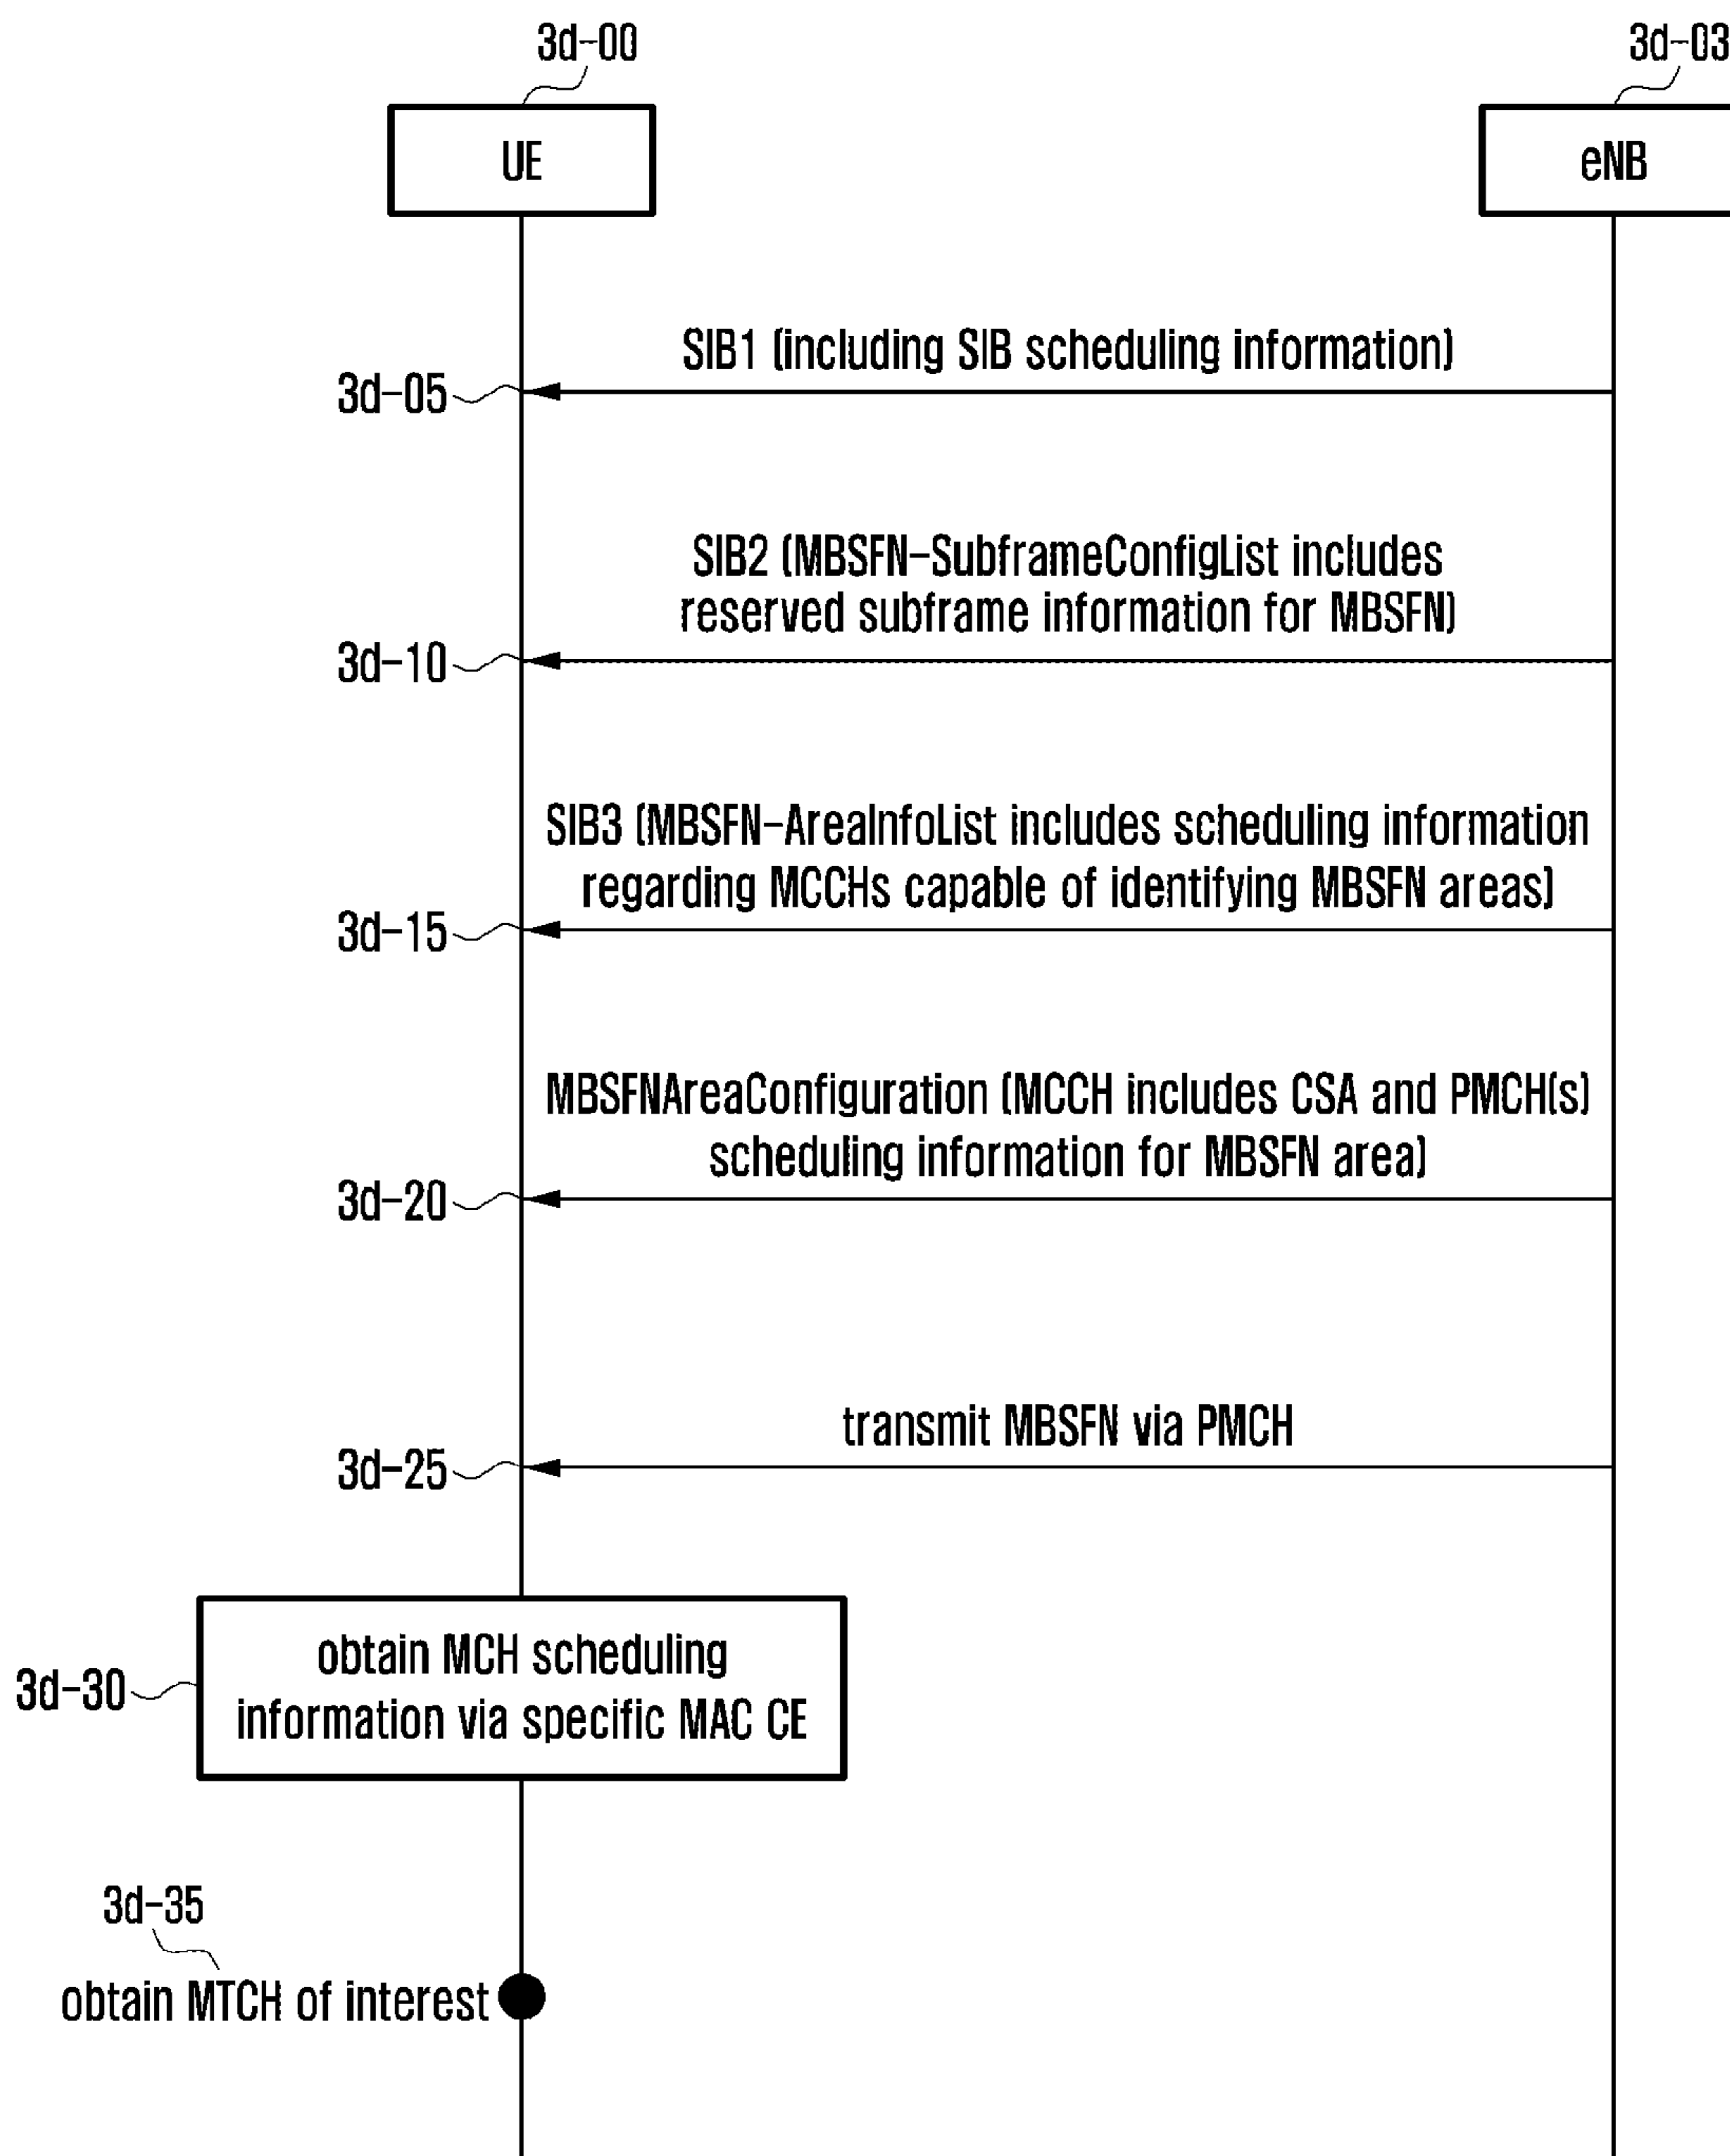 3d-00
3d-03
UE
eNB
SIB1 (including SIB scheduling information)
3d-05
SIB2 (MBSFN-SubframeConfigList includes
reserved subframe information for MBSFN)
3d-10
SIB3 (MBSFN-AreaInfoList includes scheduling information
regarding MCCHs capable of identifying MBSFN areas)
3d-15
MBSFNAreaConfiguration (MCCH includes CSA and PMCH(s)
scheduling information for MBSFN area)
3d-20
transmit MBSFN via PMCH
3d-25
obtain MCH scheduling
information via specific MAC CE
3d-30
3d-35
obtain MTCH of interest